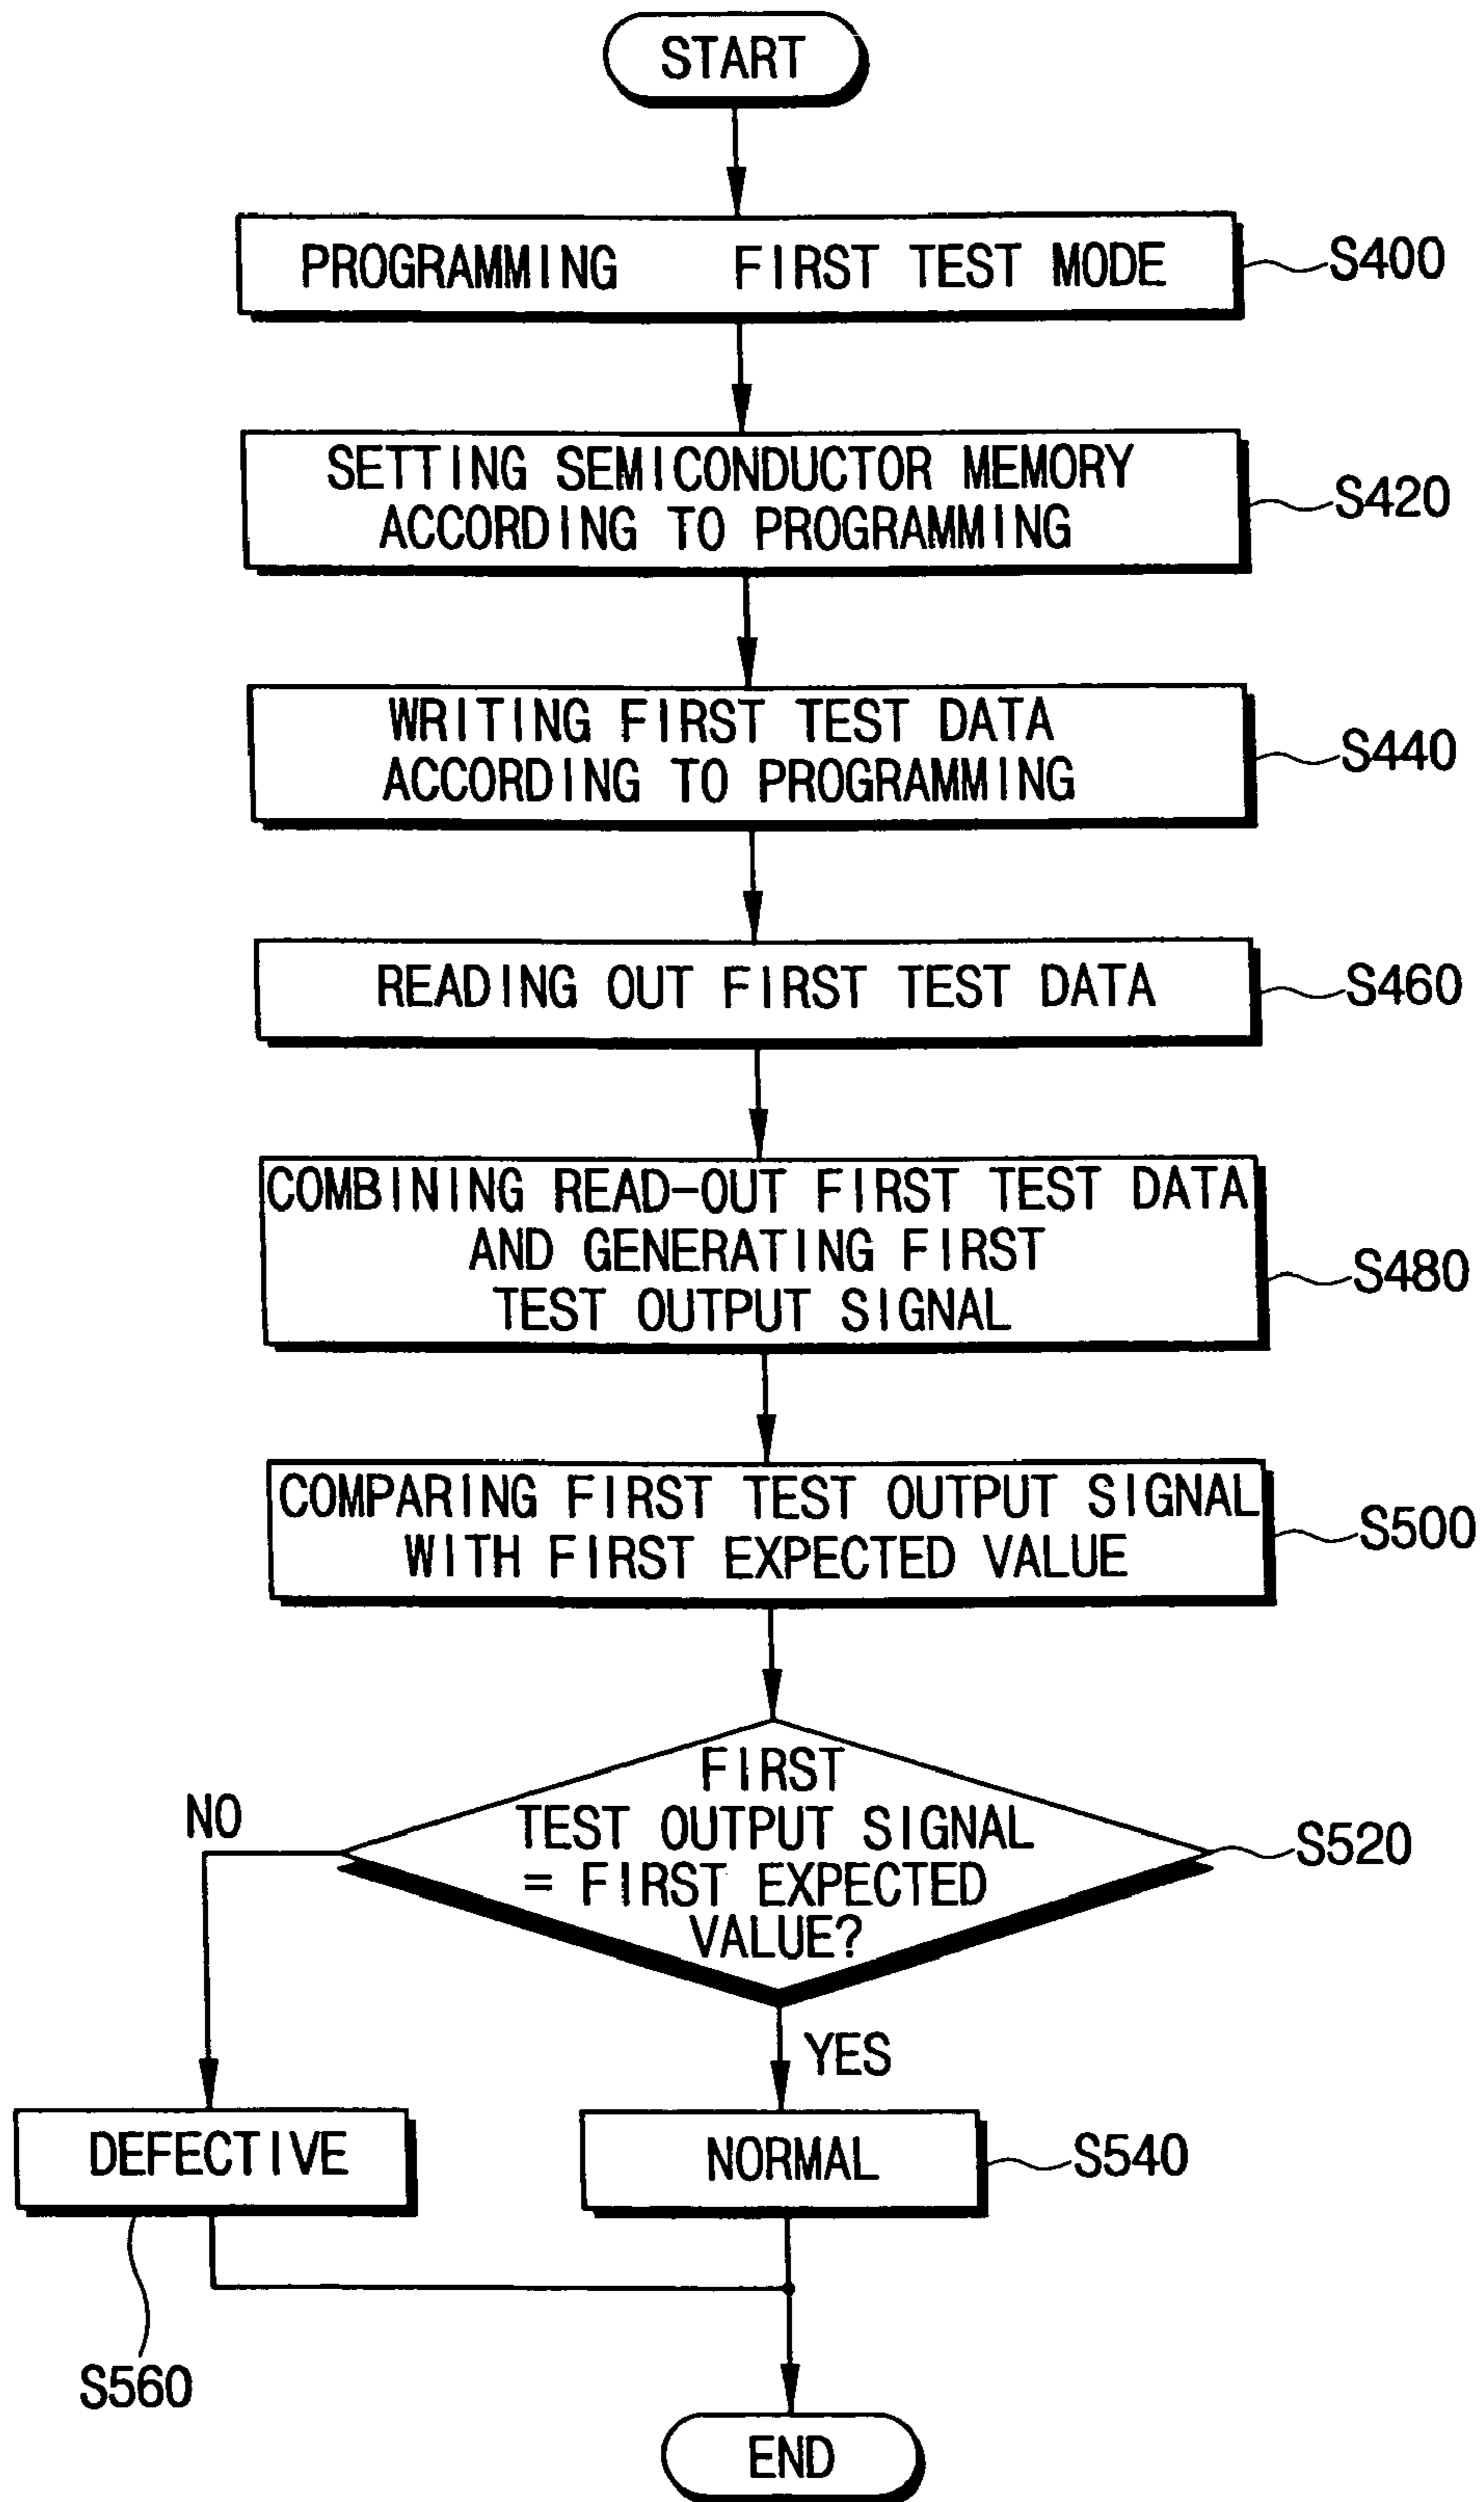 START
PROGRAMMING FIRST TEST MODE
S400
SETTING SEMICONDUCTOR MEMORY
ACCORDING TO PROGRAMMING
S420
WRITING FIRST TEST DATA
ACCORDING TO PROGRAMMING
S440
READING OUT FIRST TEST DATA
S460
COMBINING READ-OUT FIRST TEST DATA
AND GENERATING FIRST
TEST OUTPUT SIGNAL
S480
COMPARING FIRST TEST OUTPUT SIGNAL
WITH FIRST EXPECTED VALUE
S500
FIRST
TEST OUTPUT SIGNAL
= FIRST EXPECTED
VALUE?
S520
NO
YES
DEFECTIVE
NORMAL
S540
S560
END